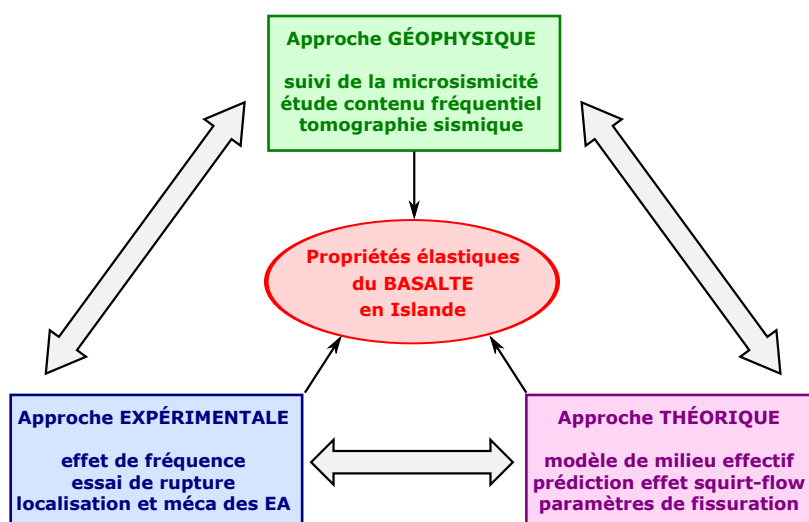 Approche GÉOPHYSIQUE
suivi de la microsismicité
étude contenu fréquentiel
tomographie sismique
Propriétés élastiques
du BASALTE
en Islande
Approche EXPÉRIMENTALE
effet de fréquence
essai de rupture
localisation et méca des EA
Approche THÉORIQUE
modèle de milieu effectif
prédiction effet squirt-flow
paramètres de fissuration